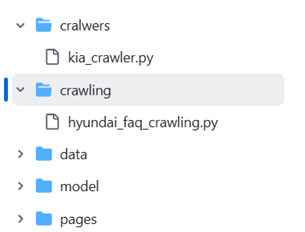 cralwers
kia_crawler.py
crawling
hyundai_faq_crawling.py
data
model
pages